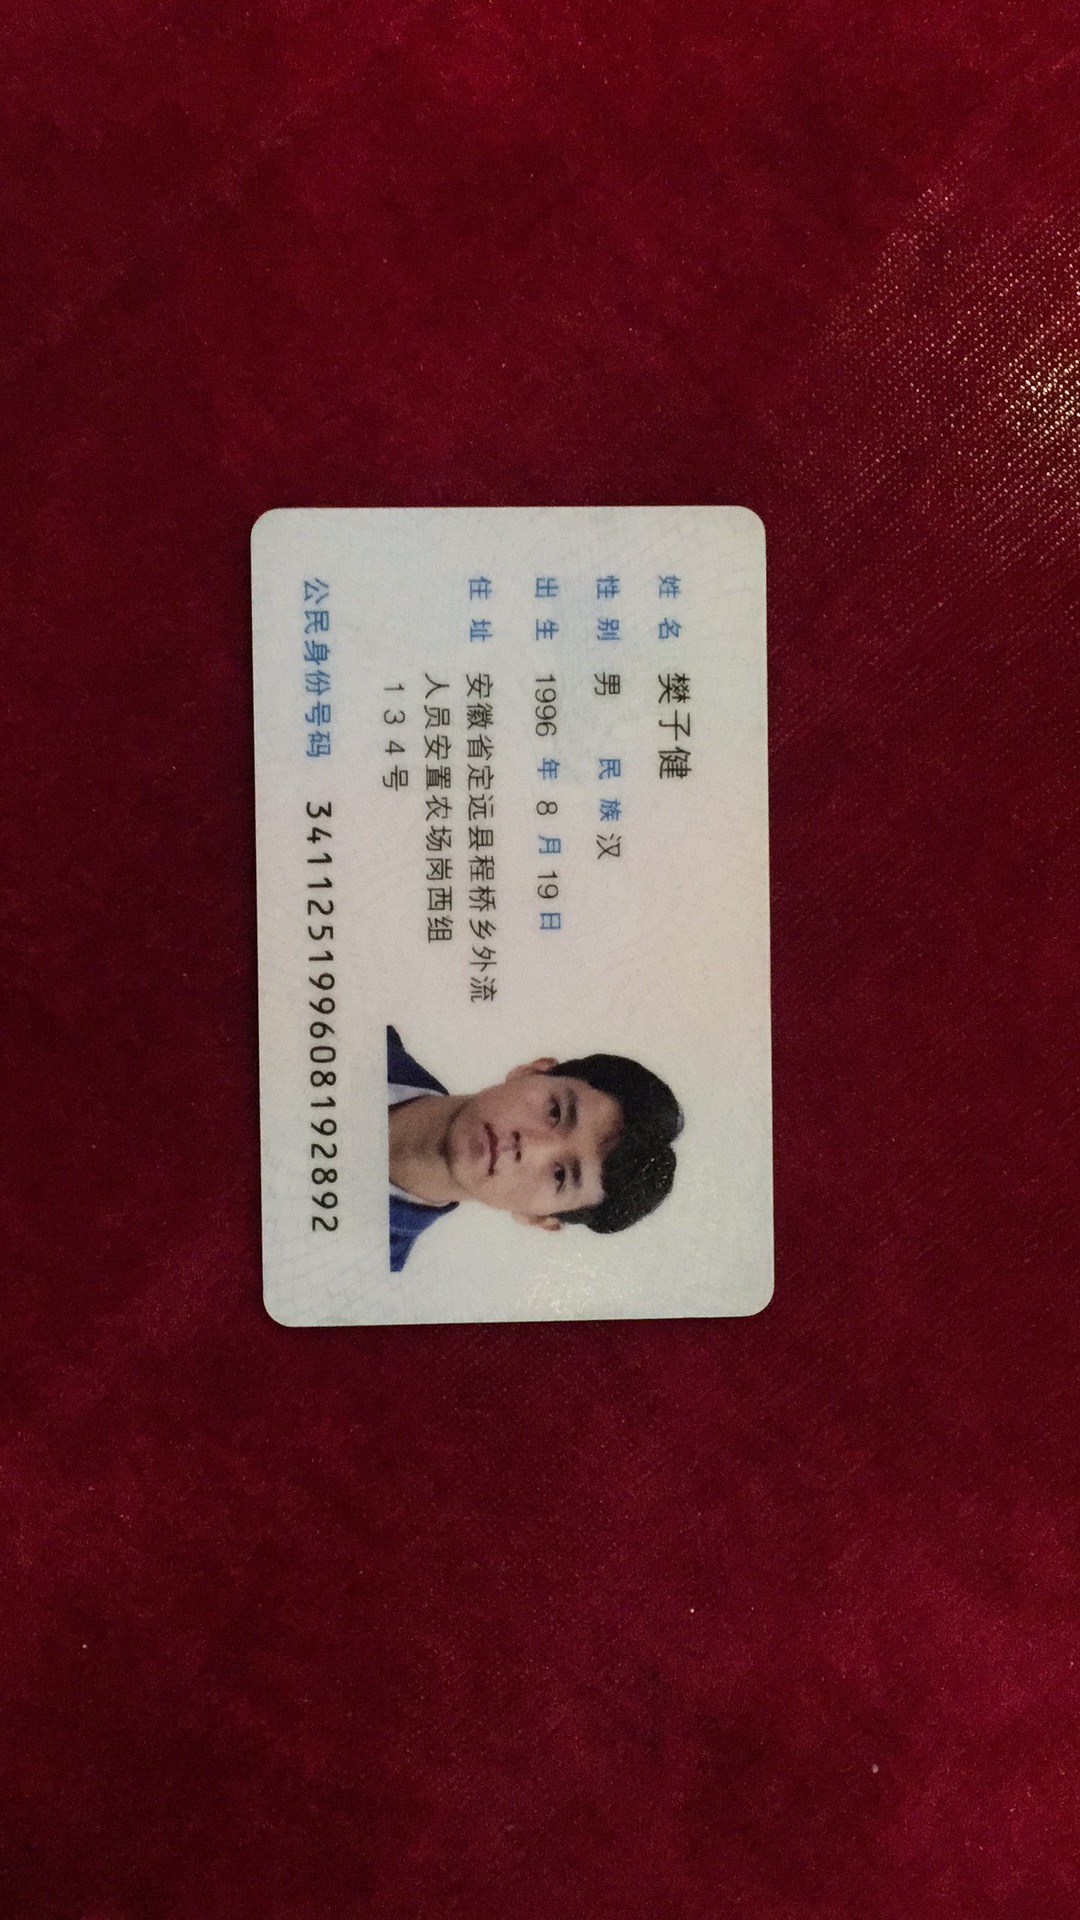 姓名 樊子健
性别 男 民族 汉
出生 1996 年 8 月 19 日
住址 安徽省定远县程桥乡外流
人员安置农场岗西组
134号
公民身份号码 341125199608192892